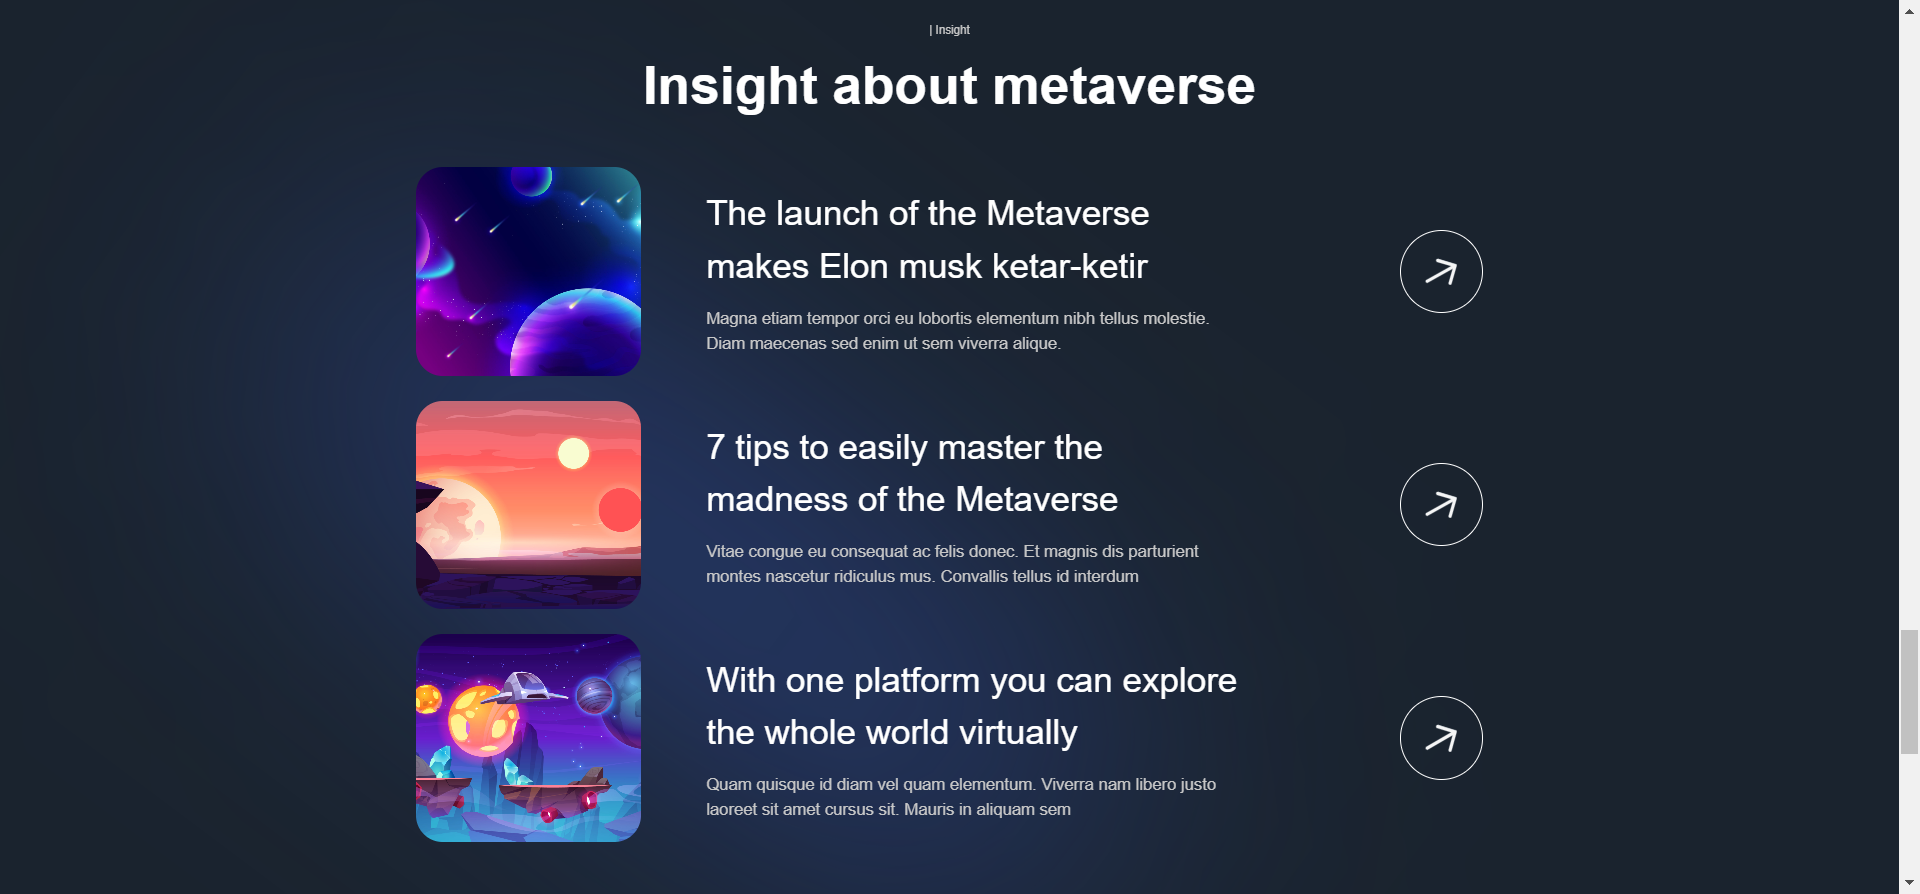 | Insight
Insight about metaverse
The launch of the Metaverse
makes Elon musk ketar-ketir
Magna etiam tempor orci eu lobortis elementum nibh tellus molestie.
Diam maecenas sed enim ut sem viverra alique.
7 tips to easily master the
madness of the Metaverse
Vitae congue eu consequat ac felis donec. Et magnis dis parturient
montes nascetur ridiculus mus. Convallis tellus id interdum
With one platform you can explore
the whole world virtually
Quam quisque id diam vel quam elementum. Viverra nam libero justo
laoreet sit amet cursus sit. Mauris in aliquam sem